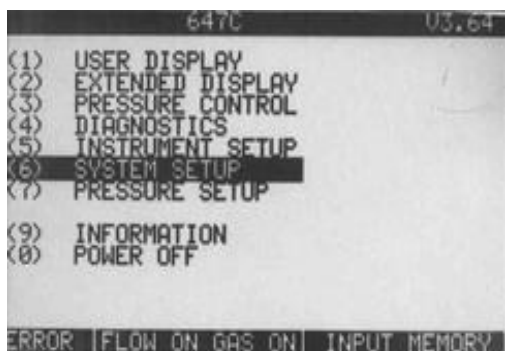 647C V3.64
(1) USER DISPLAY
(2) EXTENDED DISPLAY
(3) PRESSURE CONTROL
(4) DIAGNOSTICS
(5) INSTRUMENT SETUP
(6) SYSTEM SETUP
(7) PRESSURE SETUP
(9) INFORMATION
(0) POWER OFF
ERROR FLOW ON GAS ON INPUT MEMORY